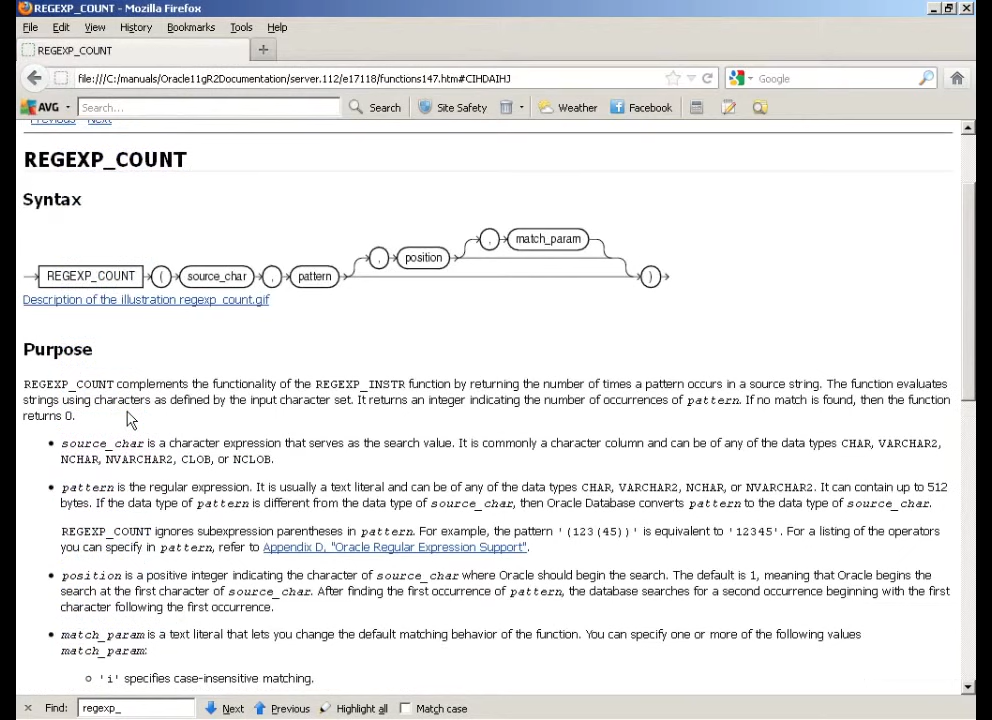 REGEXP_COUNT - Mozilla Firefox
File Edit View History Bookmarks Tools Help
REGEXP_COUNT
file:///C:/manuals/Oracle11gR2Documentation/server.112/e17118/functions147.htm#CIHDAIHJ Google
AVG Search... Search Site Safety Weather Facebook
Previous Next
REGEXP_COUNT
Syntax
, match_param
, position
REGEXP_COUNT ( source_char , pattern )
Description of the illustration regexp_count.gif
Purpose
REGEXP_COUNT complements the functionality of the REGEXP_INSTR function by returning the number of times a pattern occurs in a source string. The function evaluates
strings using characters as defined by the input character set. It returns an integer indicating the number of occurrences of pattern. If no match is found, then the function
returns 0.
• source_char is a character expression that serves as the search value. It is commonly a character column and can be of any of the data types CHAR, VARCHAR2,
NCHAR, NVARCHAR2, CLOB, or NCLOB.
• pattern is the regular expression. It is usually a text literal and can be of any of the data types CHAR, VARCHAR2, NCHAR, or NVARCHAR2. It can contain up to 512
bytes. If the data type of pattern is different from the data type of source_char, then Oracle Database converts pattern to the data type of source_char.
REGEXP_COUNT ignores subexpression parentheses in pattern. For example, the pattern '(123(45))' is equivalent to '12345'. For a listing of the operators
you can specify in pattern, refer to Appendix D, "Oracle Regular Expression Support".
• position is a positive integer indicating the character of source_char where Oracle should begin the search. The default is 1, meaning that Oracle begins the
search at the first character of source_char. After finding the first occurrence of pattern, the database searches for a second occurrence beginning with the first
character following the first occurrence.
• match_param is a text literal that lets you change the default matching behavior of the function. You can specify one or more of the following values
match_param:
○ 'i' specifies case-insensitive matching.
× Find: regexp_ Next Previous Highlight all Match case